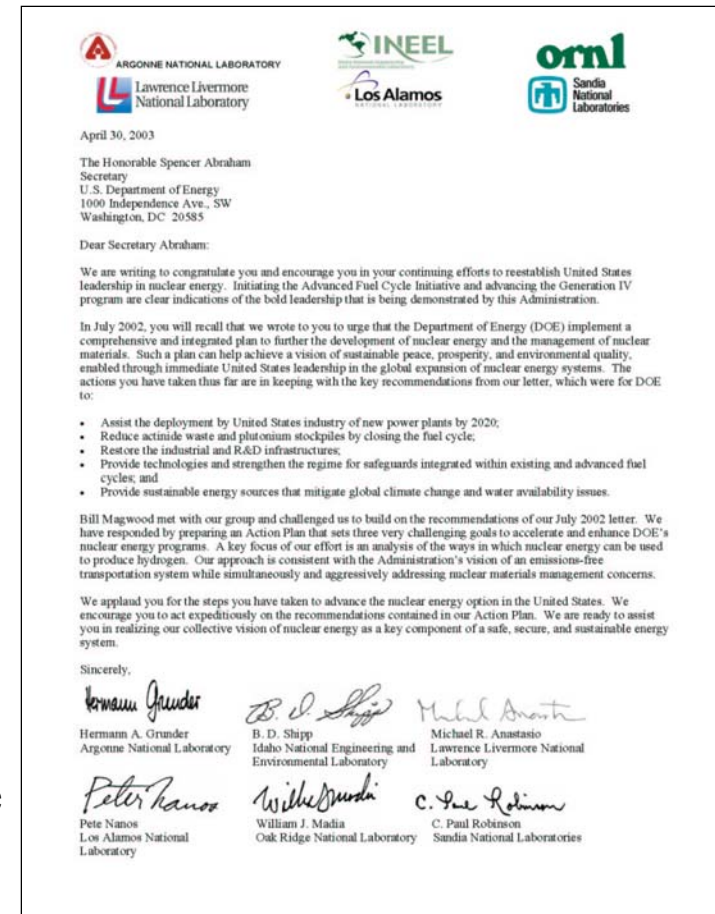 ARGONNE NATIONAL LABORATORY
Lawrence Livermore
National Laboratory
INEEL
Los Alamos
NATIONAL LABORATORY
ornl
Sandia
National
Laboratories
April 30, 2003
The Honorable Spencer Abraham
Secretary
U.S. Department of Energy
1000 Independence Ave., SW
Washington, DC 20585
Dear Secretary Abraham:
We are writing to congratulate you and encourage you in your continuing efforts to reestablish United States
leadership in nuclear energy. Initiating the Advanced Fuel Cycle Initiative and advancing the Generation IV
program are clear indications of the bold leadership that is being demonstrated by this Administration.
In July 2002, you will recall that we wrote to you to urge that the Department of Energy (DOE) implement a
comprehensive and integrated plan to further the development of nuclear energy and the management of nuclear
materials. Such a plan can help achieve a vision of sustainable peace, prosperity, and environmental quality,
enabled through immediate United States leadership in the global expansion of nuclear energy systems. The
actions you have taken thus far are in keeping with the key recommendations from our letter, which were for DOE
to:
• Assist the deployment by United States industry of new power plants by 2020;
• Reduce actinide waste and plutonium stockpiles by closing the fuel cycle;
• Restore the industrial and R&D infrastructures;
• Provide technologies and strengthen the regime for safeguards integrated within existing and advanced fuel
cycles; and
• Provide sustainable energy sources that mitigate global climate change and water availability issues.
Bill Magwood met with our group and challenged us to build on the recommendations of our July 2002 letter. We
have responded by preparing an Action Plan that sets three very challenging goals to accelerate and enhance DOE's
nuclear energy programs. A key focus of our effort is an analysis of the ways in which nuclear energy can be used
to produce hydrogen. Our approach is consistent with the Administration's vision of an emissions-free
transportation system while simultaneously and aggressively addressing nuclear materials management concerns.
We applaud you for the steps you have taken to advance the nuclear energy option in the United States. We
encourage you to act expeditiously on the recommendations contained in our Action Plan. We are ready to assist
you in realizing our collective vision of nuclear energy as a key component of a safe, secure, and sustainable energy
system.
Sincerely,
Hermann Grunder
B. D. Shipp
Hermann A. Grunder
Argonne National Laboratory
B. D. Shipp
Idaho National Engineering and
Environmental Laboratory
Michael R. Anastasio
Lawrence Livermore National
Laboratory
Peter Nanos
C. Paul Robinson
Pete Nanos
Los Alamos National
Laboratory
William J. Madia
Oak Ridge National Laboratory
C. Paul Robinson
Sandia National Laboratories